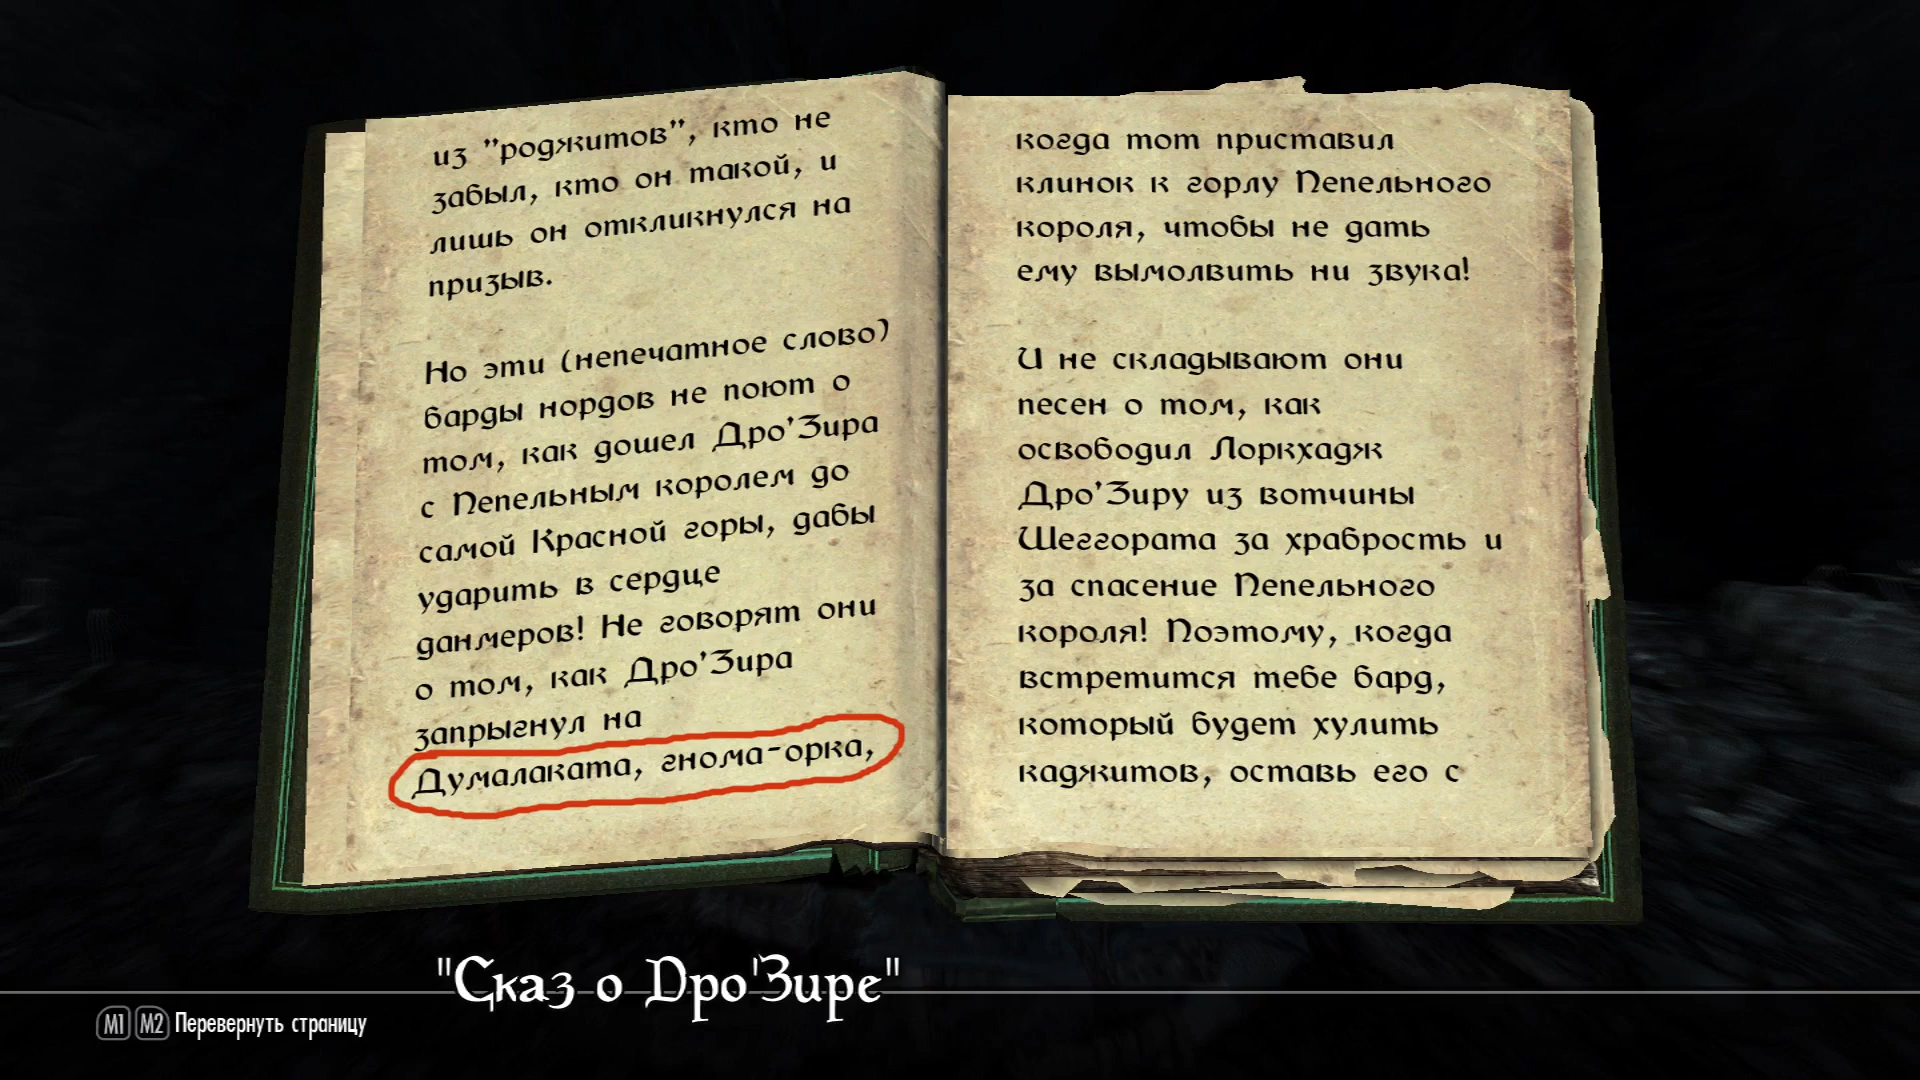 из "роджитов", кто не
забыл, кто он такой, и
лишь он откликнулся на
призыв.
Но эти (непечатное слово)
барды нордов не поют о
том, как дошел Дро'Зира
с Пепельным королем до
самой Красной горы, дабы
ударить в сердце
данмеров! Не говорят они
о том, как Дро'Зира
запрыгнул на
Думалаката, гнома-орка,
когда тот приставил
клинок к горлу Пепельного
короля, чтобы не дать
ему вымолвить ни звука!
И не складывают они
песен о том, как
освободил Лоркхадж
Дро'Зиру из вотчины
Шеггората за храбрость и
за спасение Пепельного
короля! Поэтому, когда
встретится тебе бард,
который будет хулить
каджитов, оставь его с
"Сказ о Дро'Зире"
M1 M2 Перевернуть страницу